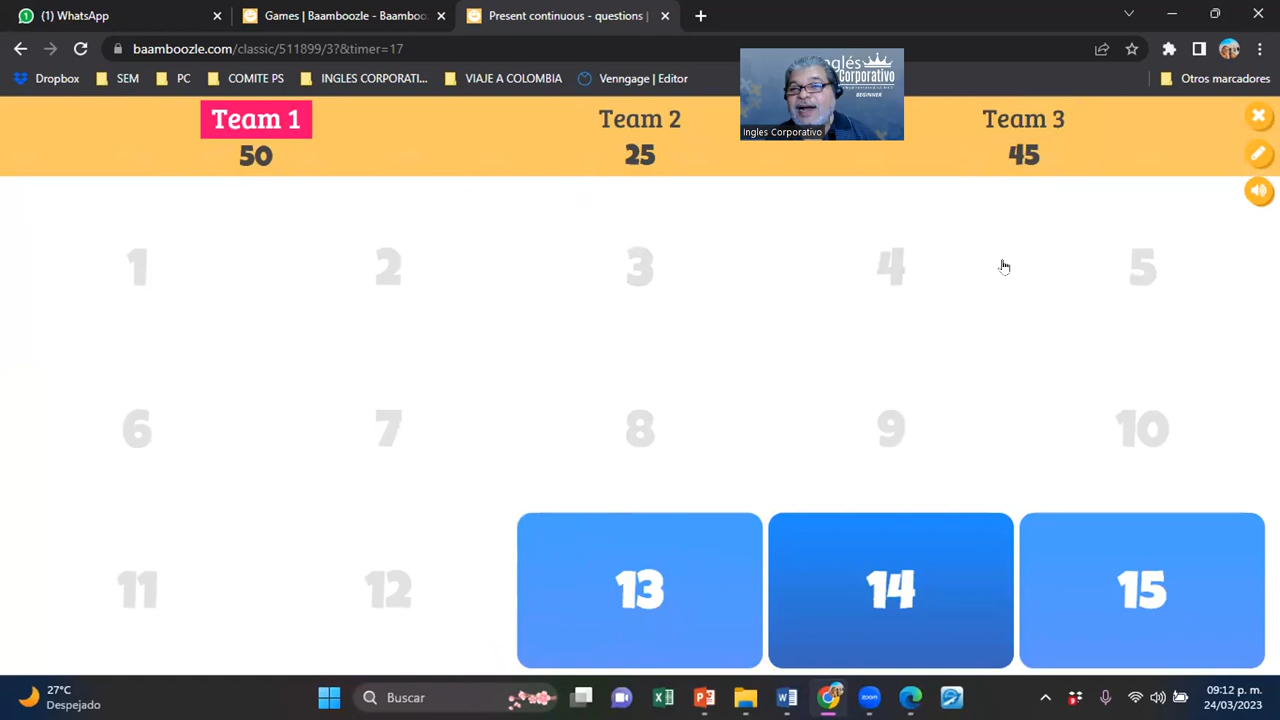 (1) WhatsApp
Games | Baamboozle - Baamboo
Present continuous - questions |
baamboozle.com/classic/511899/3?&timer=17
Dropbox
SEM
PC
COMITE PS
INGLES CORPORATI...
VIAJE A COLOMBIA
Venngage | Editor
Otros marcadores
Inglés
Corporativo
BEGINNER
Ingles Corporativo
Team 1
50
Team 2
25
Team 3
45
1
2
3
4
5
6
7
8
9
10
11
12
13
14
15
27°C
Despejado
Buscar
09:12 p. m.
24/03/2023